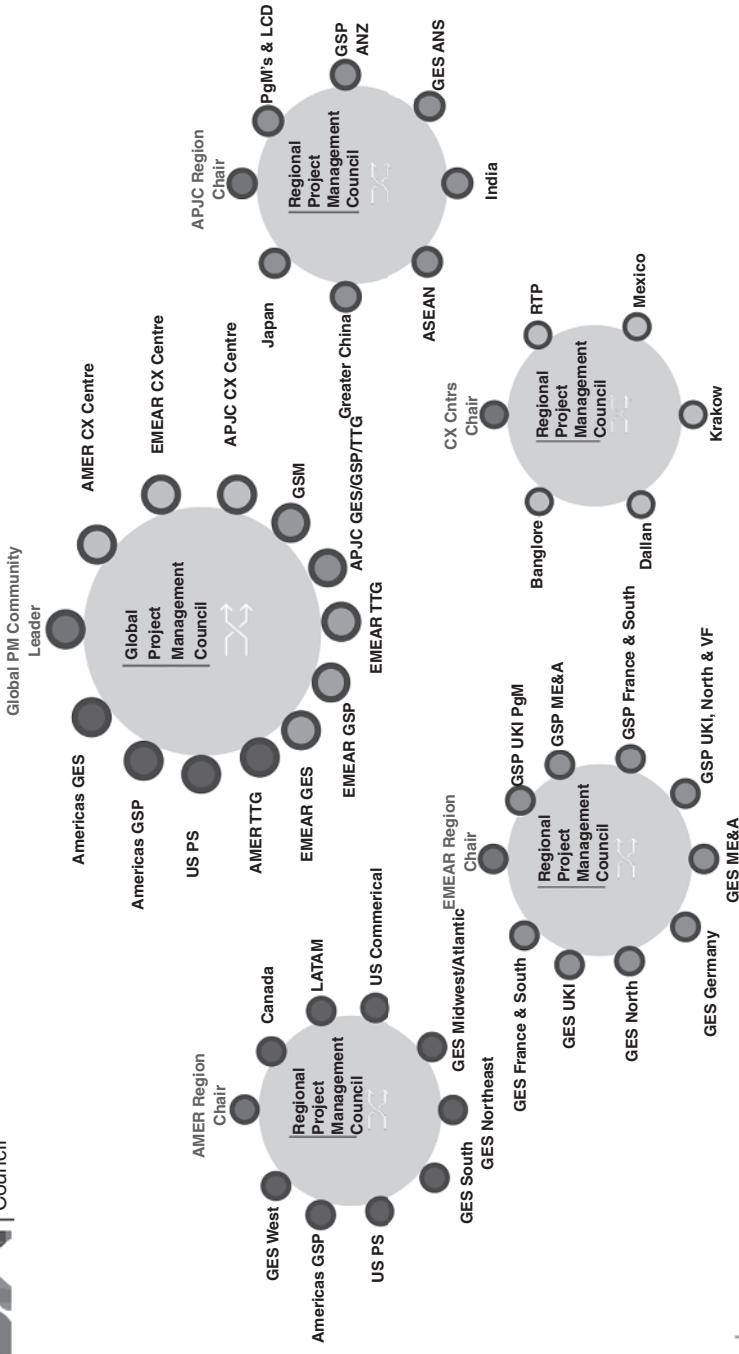 Council
Global PM Community
Leader
Americas GES
Americas GSP
US PS
AMER TTG
EMEAR GES
EMEAR GSP
EMEAR TTG
APJC GES/GSP/TTG
GSM
APJC CX Centre
EMEAR CX Centre
AMER CX Centre
Global
Project
Management
Council
AMER Region
Chair
GES West
Americas GSP
US PS
GES South
GES Northeast
GES Midwest/Atlantic
US Commerical
LATAM
Canada
Regional
Project
Management
Council
EMEAR Region
Chair
GES France & South
GES UKI
GES North
GES Germany
GES ME&A
GSP UKI, North & VF
GSP France & South
GSP ME&A
GSP UKI PgM
Regional
Project
Management
Council
CX Cntrs
Chair
Banglore
Dallan
Krakow
Mexico
RTP
Regional
Project
Management
Council
APJC Region
Chair
Japan
Greater China
ASEAN
India
GES ANS
GSP
ANZ
PgM's & LCD
Regional
Project
Management
Council